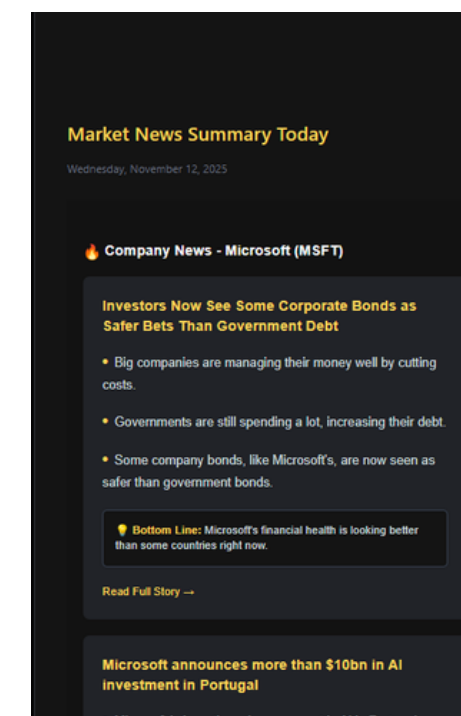 Market News Summary Today
Wednesday, November 12, 2025
🔥 Company News - Microsoft (MSFT)
Investors Now See Some Corporate Bonds as
Safer Bets Than Government Debt
• Big companies are managing their money well by cutting
costs.
• Governments are still spending a lot, increasing their debt.
• Some company bonds, like Microsoft's, are now seen as
safer than government bonds.
💡 Bottom Line: Microsoft's financial health is looking better
than some countries right now.
Read Full Story →
Microsoft announces more than $10bn in AI
investment in Portugal